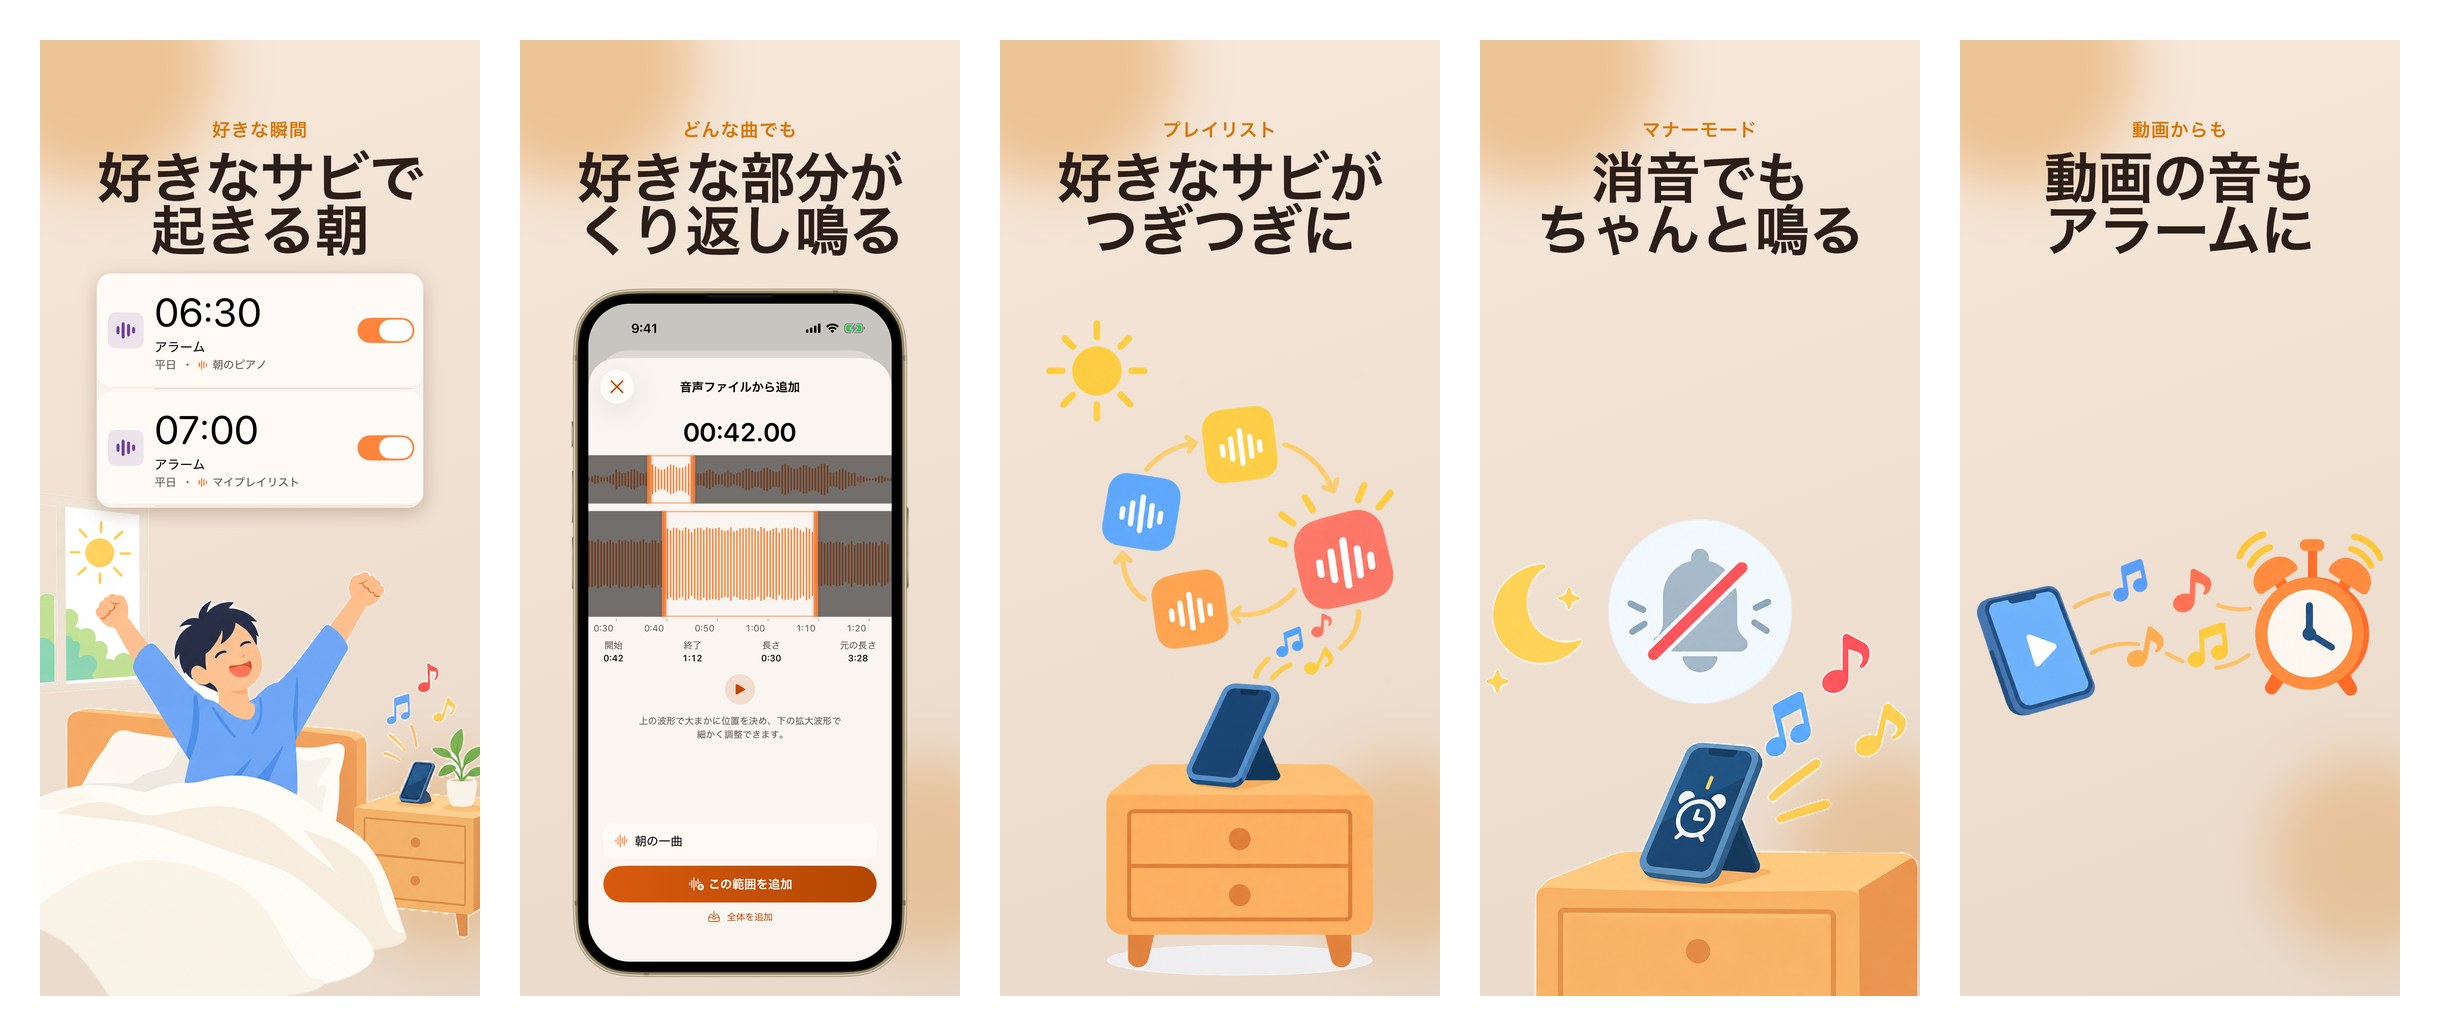 好きな瞬間
好きなサビで
起きる朝
06:30
アラーム
平日 ・ 朝のピアノ
07:00
アラーム
平日 ・ マイプレイリスト
どんな曲でも
好きな部分が
くり返し鳴る
9:41
音声ファイルから追加
00:42.00
0:30 0:40 0:50 1:00 1:10 1:20
開始 終了 長さ 元の長さ
0:42 1:12 0:30 3:28
上の波形で大まかに位置を決め、下の拡大波形で
細かく調整できます。
朝の一曲
この範囲を追加
全体を追加
プレイリスト
好きなサビが
つぎつぎに
マナーモード
消音でも
ちゃんと鳴る
動画からも
動画の音も
アラームに